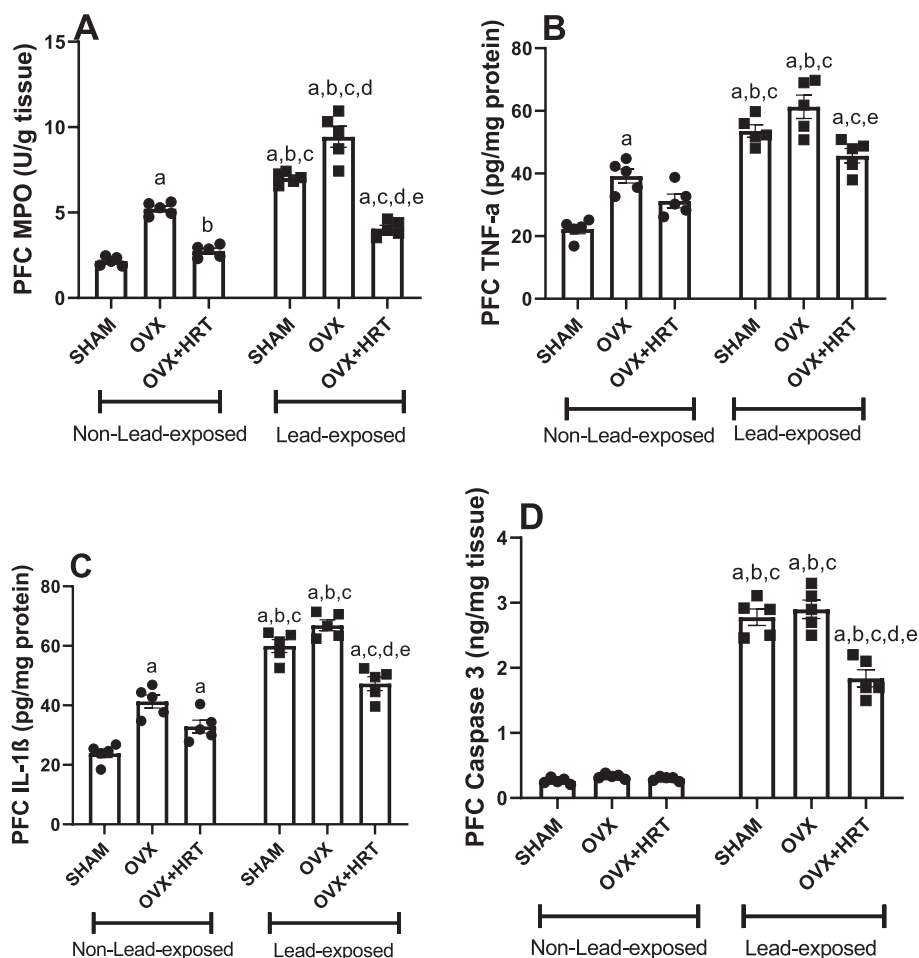 A
PFC MPO (U/g tissue)
15
10
5
0
a
b
a,b,c
a,b,c,d
a,c,d,e
SHAM
OVX
OVX+HRT
SHAM
OVX
OVX+HRT
Non-Lead-exposed
Lead-exposed
B
PFC TNF-a (pg/mg protein)
80
60
40
20
0
a
a,b,c
a,b,c
a,c,e
SHAM
OVX
OVX+HRT
SHAM
OVX
OVX+HRT
Non-Lead-exposed
Lead-exposed
C
PFC IL-1ß (pg/mg protein)
80
60
40
20
0
a
a
a,b,c
a,b,c
a,c,d,e
SHAM
OVX
OVX+HRT
SHAM
OVX
OVX+HRT
Non-Lead-exposed
Lead-exposed
D
PFC Caspase 3 (ng/mg tissue)
4
3
2
1
0
a,b,c
a,b,c
a,b,c,d,e
SHAM
OVX
OVX+HRT
SHAM
OVX
OVX+HRT
Non-Lead-exposed
Lead-exposed